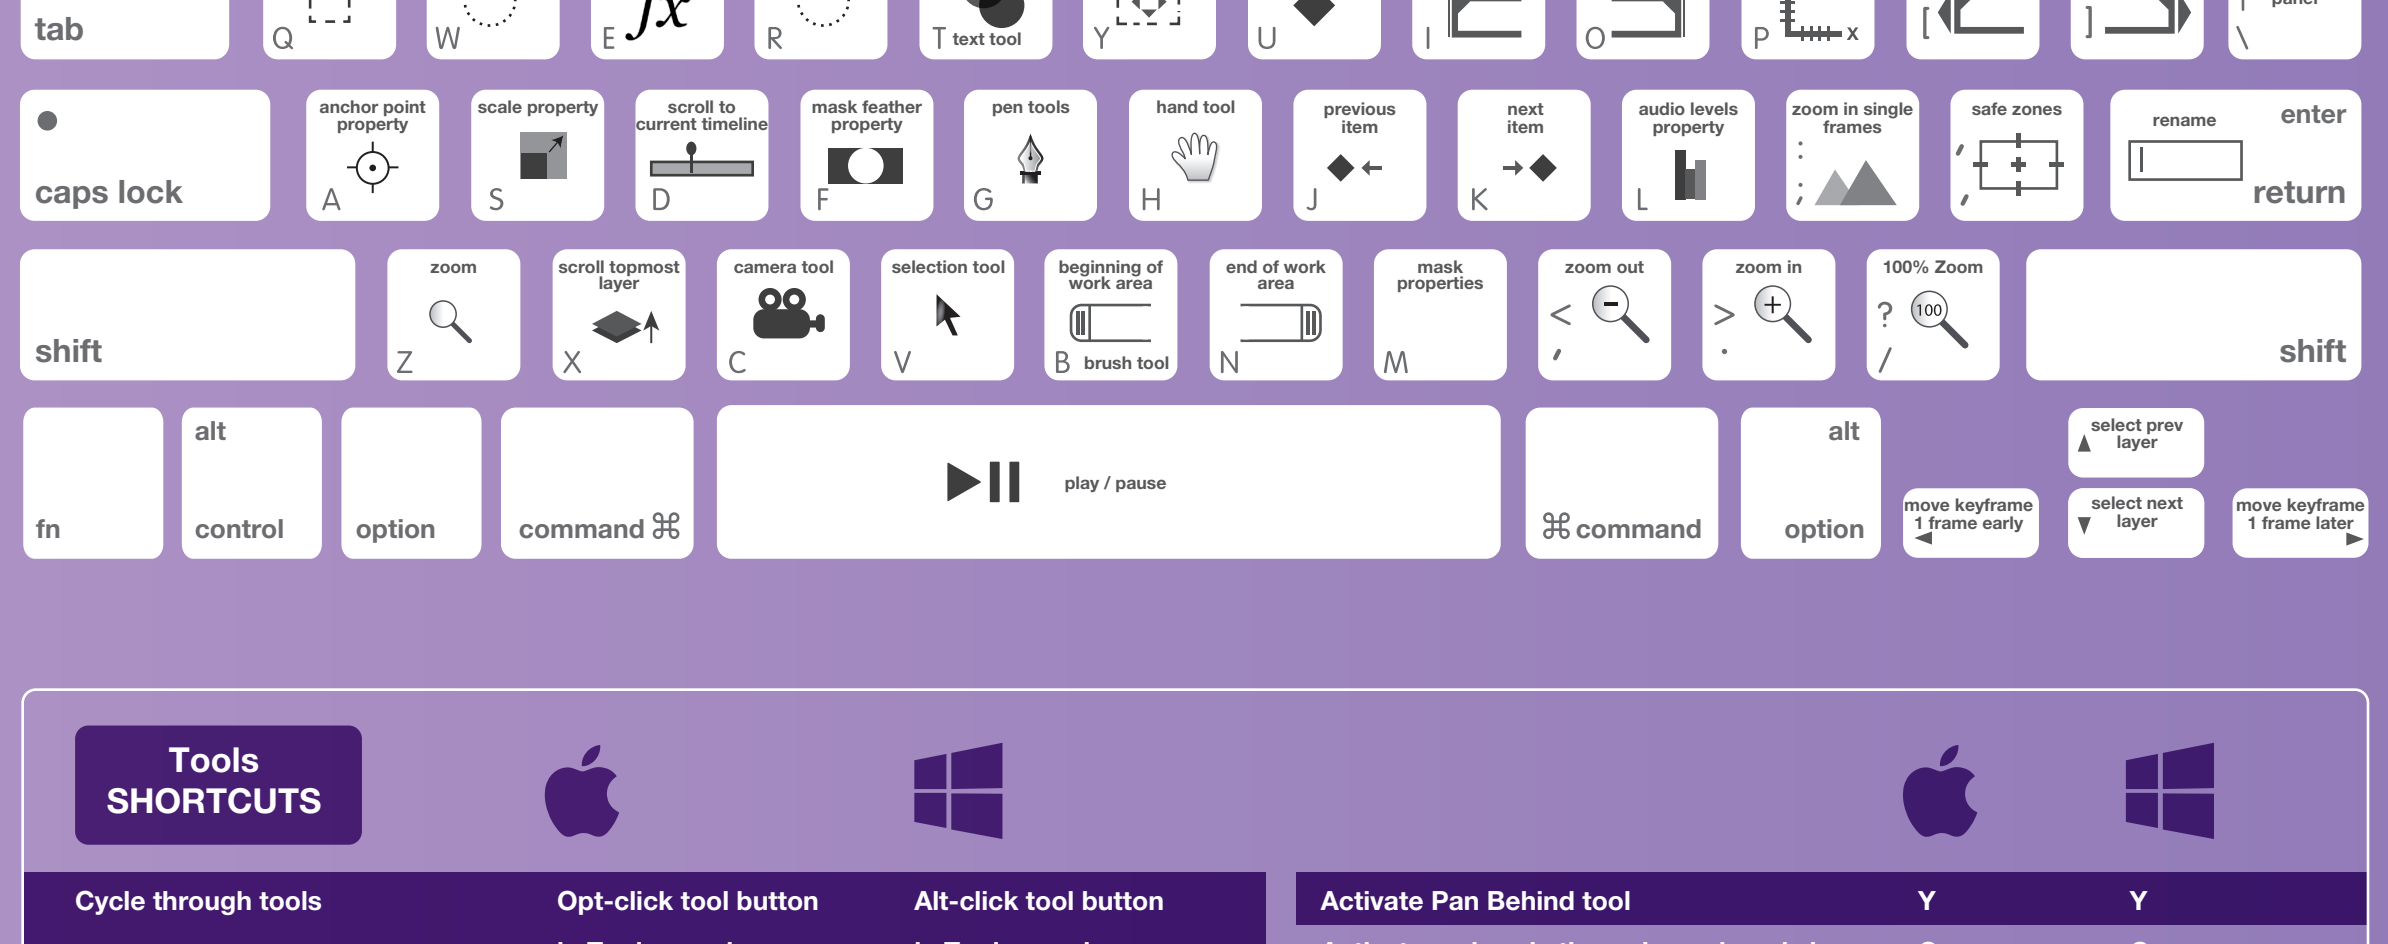 panel
tab
Q
W
E
R
T text tool
Y
U
I
O
P
x
[
]
\
caps lock
anchor point
property
A
scale property
S
scroll to
current timeline
D
mask feather
property
F
pen tools
G
hand tool
H
previous
item
J
next
item
K
audio levels
property
L
zoom in single
frames
:
;
safe zones
rename
enter
return
shift
zoom
Z
scroll topmost
layer
X
camera tool
C
selection tool
V
beginning of
work area
B brush tool
end of work
area
N
mask
properties
M
zoom out
<
,
zoom in
>
.
100% Zoom
?
100
/
shift
fn
alt
control
option
command ⌘
play / pause
⌘ command
alt
option
move keyframe
1 frame early
select prev
layer
select next
layer
move keyframe
1 frame later
Tools
SHORTCUTS
Cycle through tools Opt-click tool button Alt-click tool button
Activate Pan Behind tool Y Y